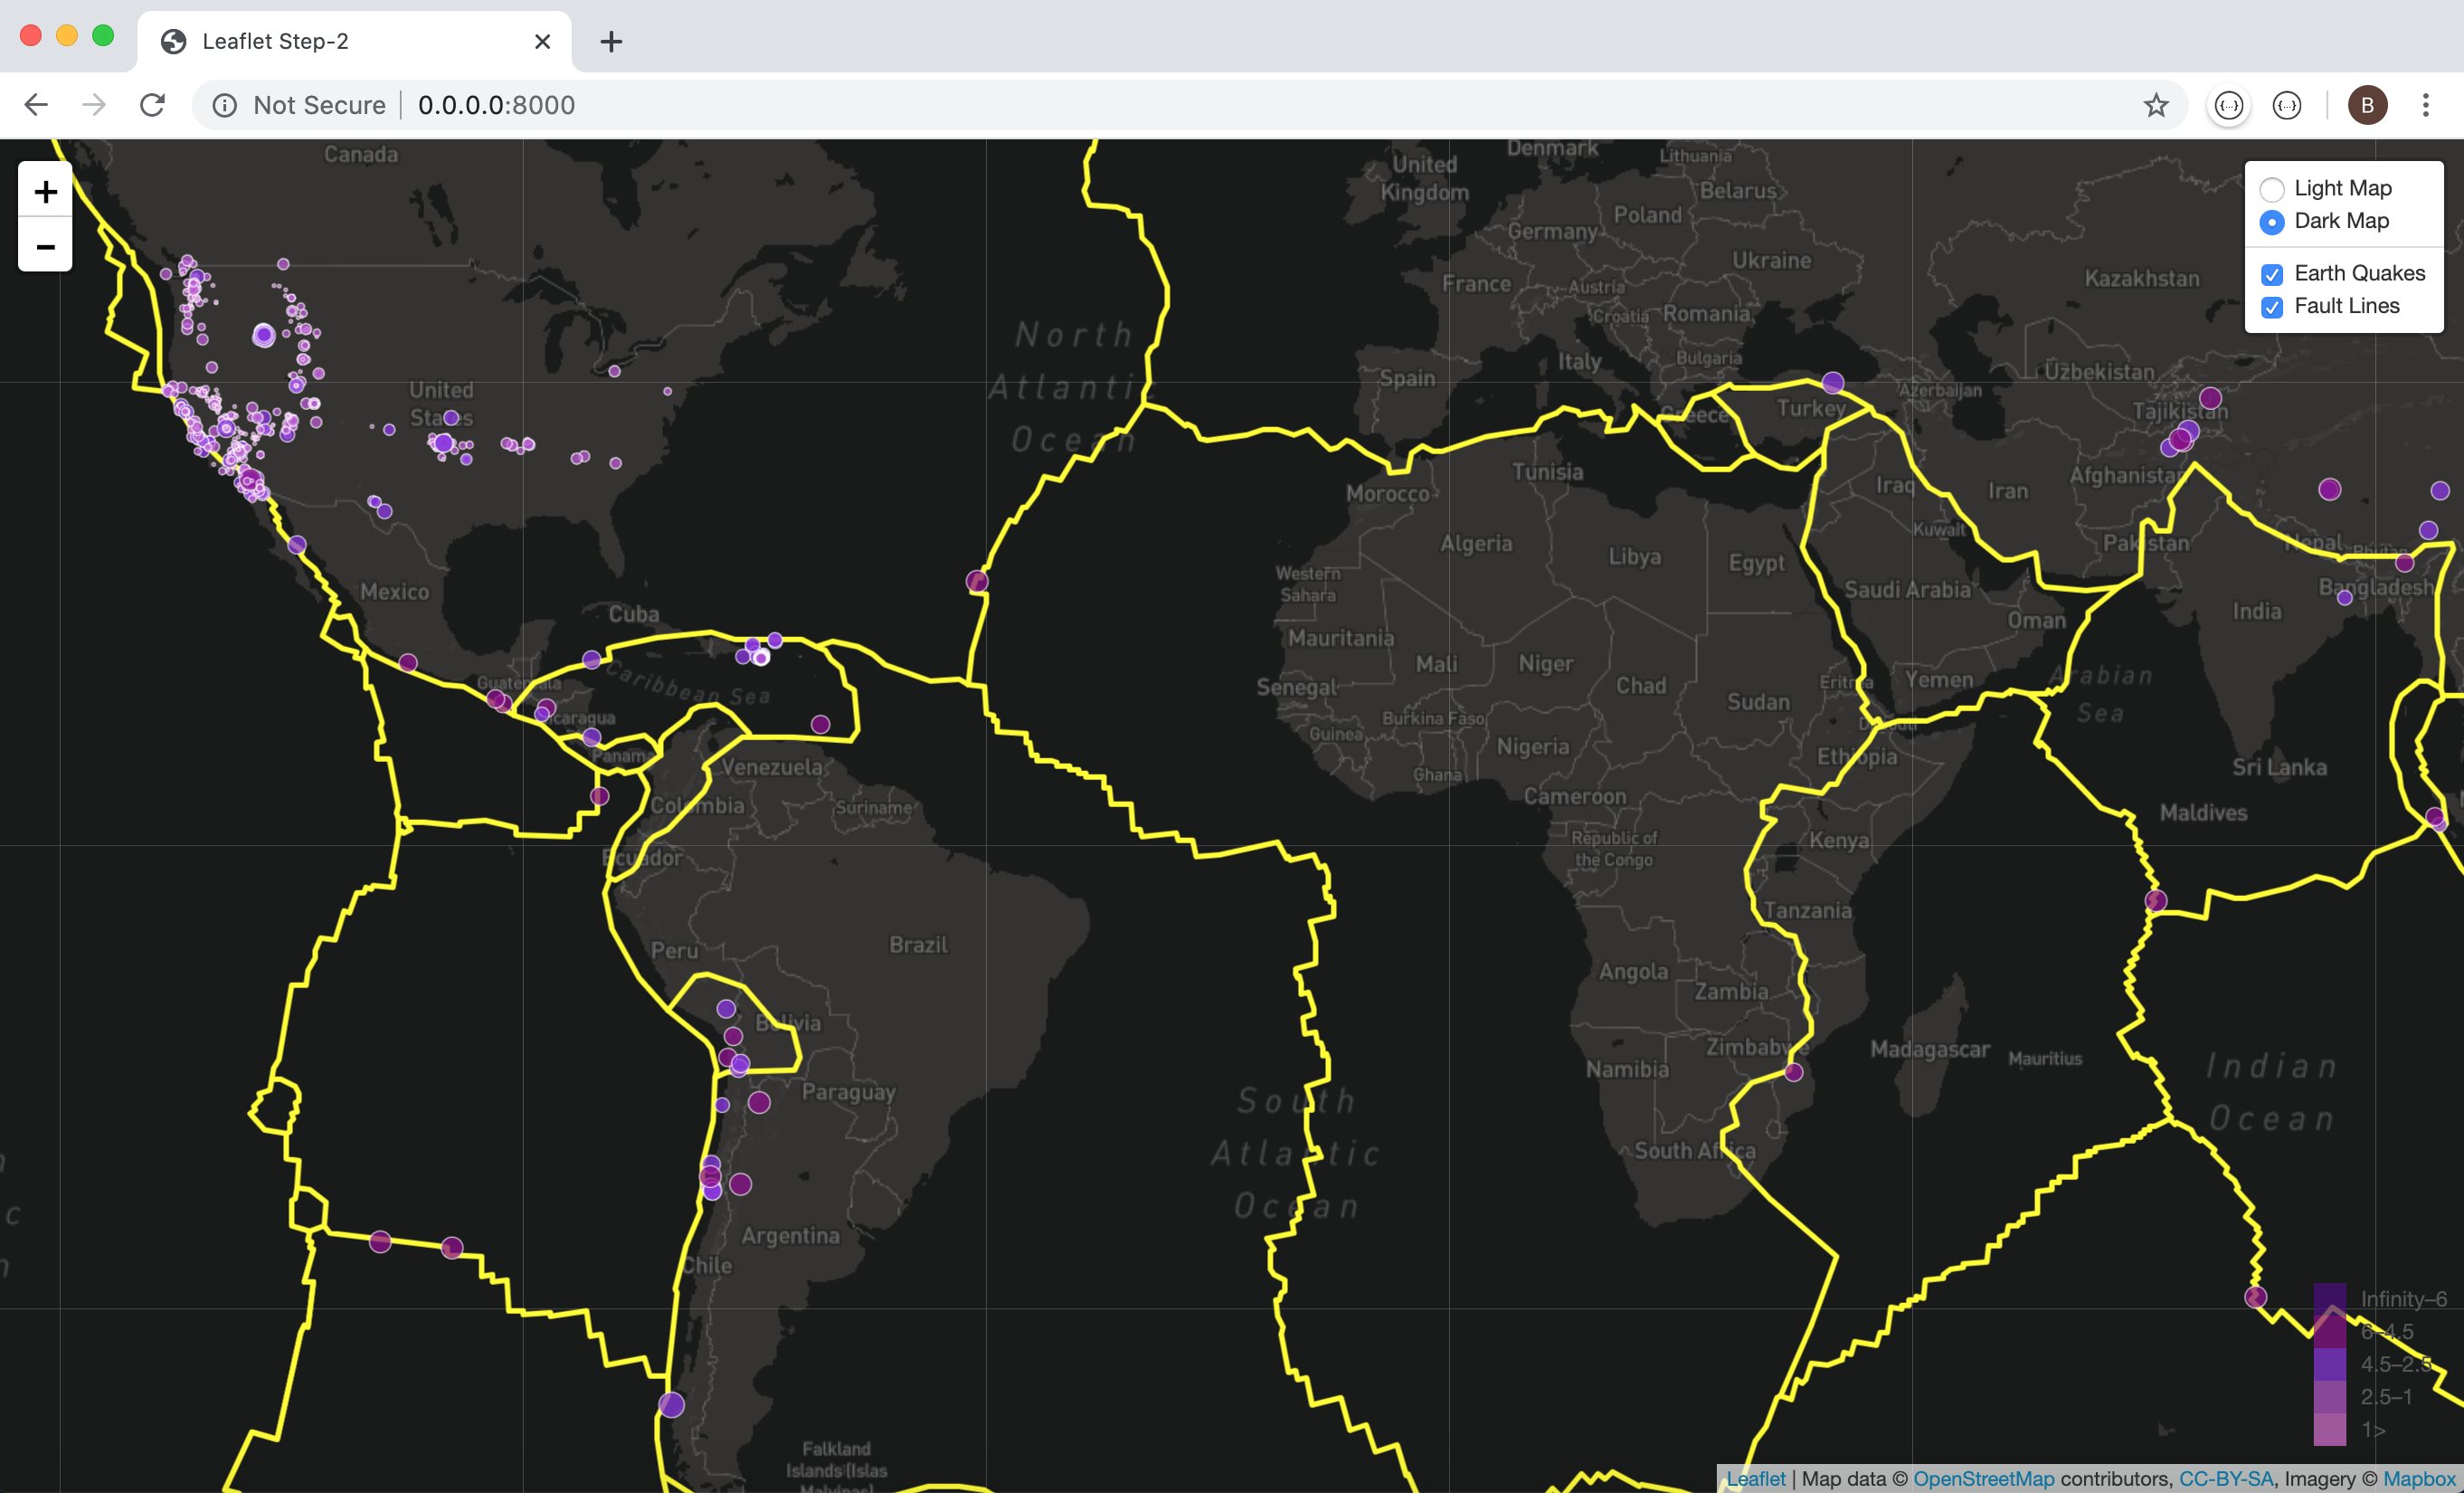 Leaflet Step-2
Not Secure 0.0.0.0:8000
B
+
−
Light Map
Dark Map
Earth Quakes
Fault Lines
Canada
United
Kingdom
Denmark
Lithuania
Belarus
Poland
Germany
Ukraine
Kazakhstan
France
Austria
Croatia
Romania
North
Atlantic
Ocean
Italy
Bulgaria
Spain
Uzbekistan
United
States
Greece
Turkey
Azerbaijan
Tajikistan
Tunisia
Morocco
Afghanistan
Iraq
Iran
Algeria
Libya
Egypt
Kuwait
Pakistan
Nepal
Bhutan
Western
Sahara
Mexico
Cuba
Saudi Arabia
Bangladesh
India
Oman
Mauritania
Mali
Niger
Chad
Sudan
Eritrea
Yemen
Arabian
Sea
Guatemala
Caribbean Sea
Senegal
Nicaragua
Burkina Faso
Guinea
Djibouti
Panama
Venezuela
Nigeria
Ethiopia
Ghana
Sri Lanka
Colombia
Suriname
Cameroon
Maldives
Republic of
the Congo
Kenya
Ecuador
Tanzania
Peru
Brazil
Angola
Zambia
Bolivia
Zimbabwe
Madagascar
Mauritius
Namibia
Indian
Ocean
Paraguay
South
Atlantic
Ocean
South Africa
Argentina
Chile
Infinity–6
6–4.5
4.5–2.5
2.5–1
1>
Falkland
Islands (Islas
Malvinas)
Leaflet | Map data © OpenStreetMap contributors, CC-BY-SA, Imagery © Mapbox